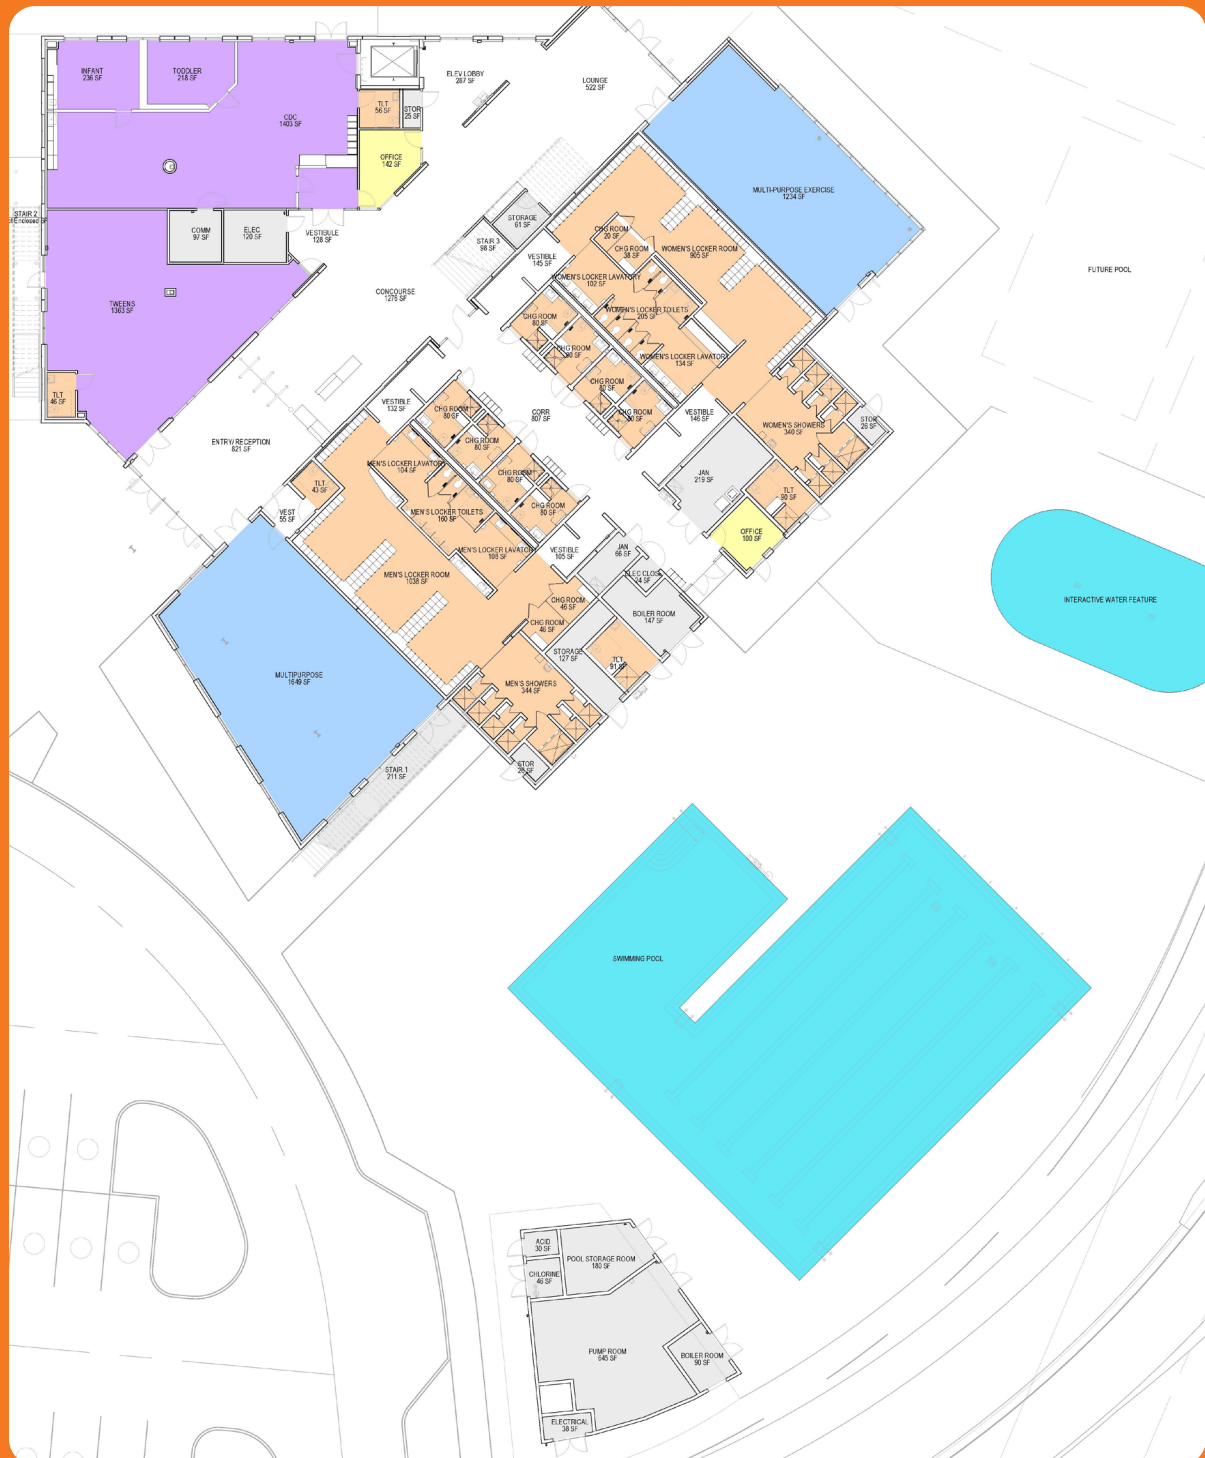 INFANT
236 SF
TODDLER
218 SF
CDC
1403 SF
TLT
56 SF
STOR
25 SF
ELEV LOBBY
287 SF
LOUNGE
522 SF
OFFICE
142 SF
MULTI-PURPOSE EXERCISE
1234 SF
STAIR 2
COMM
97 SF
ELEC
120 SF
VESTIBULE
128 SF
STORAGE
61 SF
STAIR 3
98 SF
VESTIBLE
145 SF
CHG ROOM
20 SF
CHG ROOM
38 SF
WOMEN'S LOCKER ROOM
905 SF
WOMEN'S LOCKER LAVATORY
102 SF
WOMEN'S LOCKER TOILETS
205 SF
WOMEN'S LOCKER LAVATORY
134 SF
FUTURE POOL
TWEENS
1363 SF
CONCOURSE
1276 SF
CHG ROOM
80 SF
CHG ROOM
80 SF
CHG ROOM
80 SF
CHG ROOM
80 SF
TLT
46 SF
VESTIBLE
132 SF
CHG ROOM
80 SF
CHG ROOM
80 SF
CHG ROOM
80 SF
CHG ROOM
80 SF
CORR
807 SF
VESTIBLE
146 SF
WOMEN'S SHOWERS
340 SF
STOR
26 SF
ENTRY/RECEPTION
821 SF
MEN'S LOCKER LAVATORY
104 SF
TLT
43 SF
JAN
219 SF
TLT
90 SF
VEST
55 SF
MEN'S LOCKER TOILETS
160 SF
OFFICE
100 SF
MEN'S LOCKER LAVATORY
108 SF
VESTIBLE
105 SF
JAN
66 SF
ELEC CLOS
24 SF
MEN'S LOCKER ROOM
1038 SF
CHG ROOM
46 SF
CHG ROOM
46 SF
BOILER ROOM
147 SF
INTERACTIVE WATER FEATURE
STORAGE
127 SF
TLT
91 SF
MULTIPURPOSE
1649 SF
MEN'S SHOWERS
344 SF
STAIR 1
211 SF
STOR
26 SF
SWIMMING POOL
ACID
30 SF
POOL STORAGE ROOM
180 SF
CHLORINE
46 SF
PUMP ROOM
645 SF
BOILER ROOM
90 SF
ELECTRICAL
38 SF